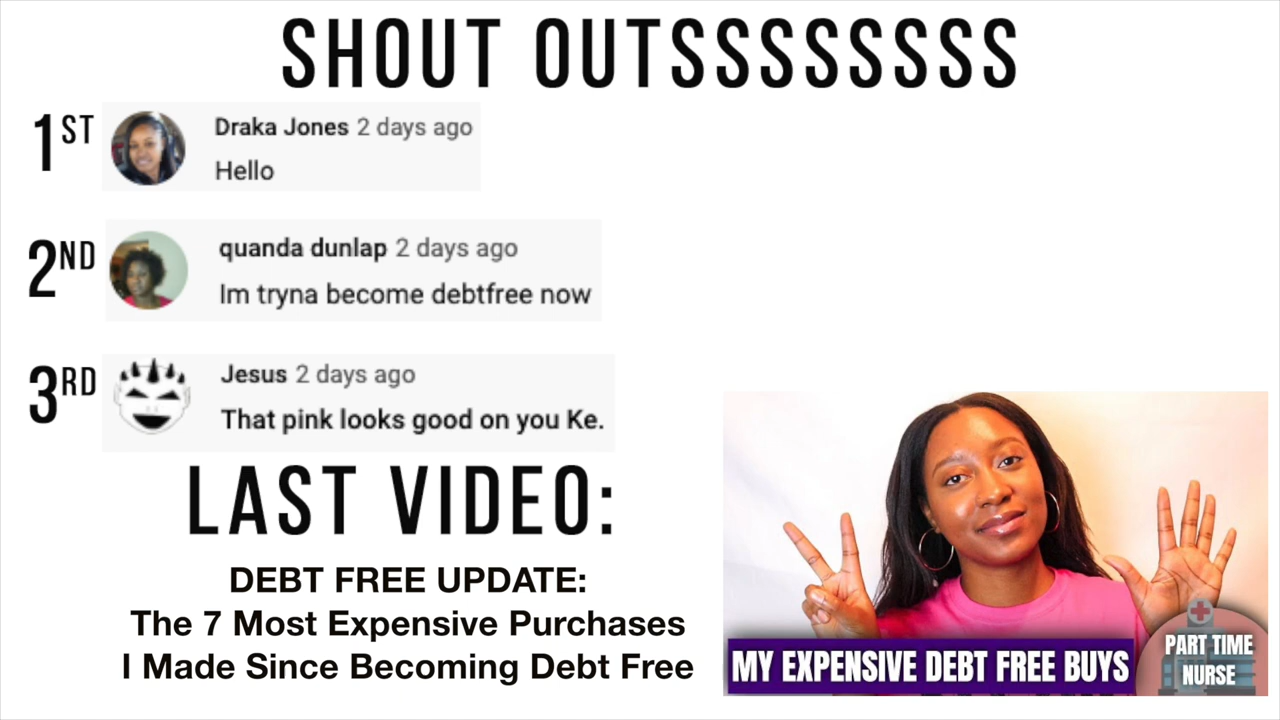 SHOUT OUTSSSSSSSS
1ST
Draka Jones 2 days ago
Hello
2ND
quanda dunlap 2 days ago
Im tryna become debtfree now
3RD
Jesus 2 days ago
That pink looks good on you Ke.
LAST VIDEO:
DEBT FREE UPDATE:
The 7 Most Expensive Purchases
I Made Since Becoming Debt Free
MY EXPENSIVE DEBT FREE BUYS
PART TIME
NURSE